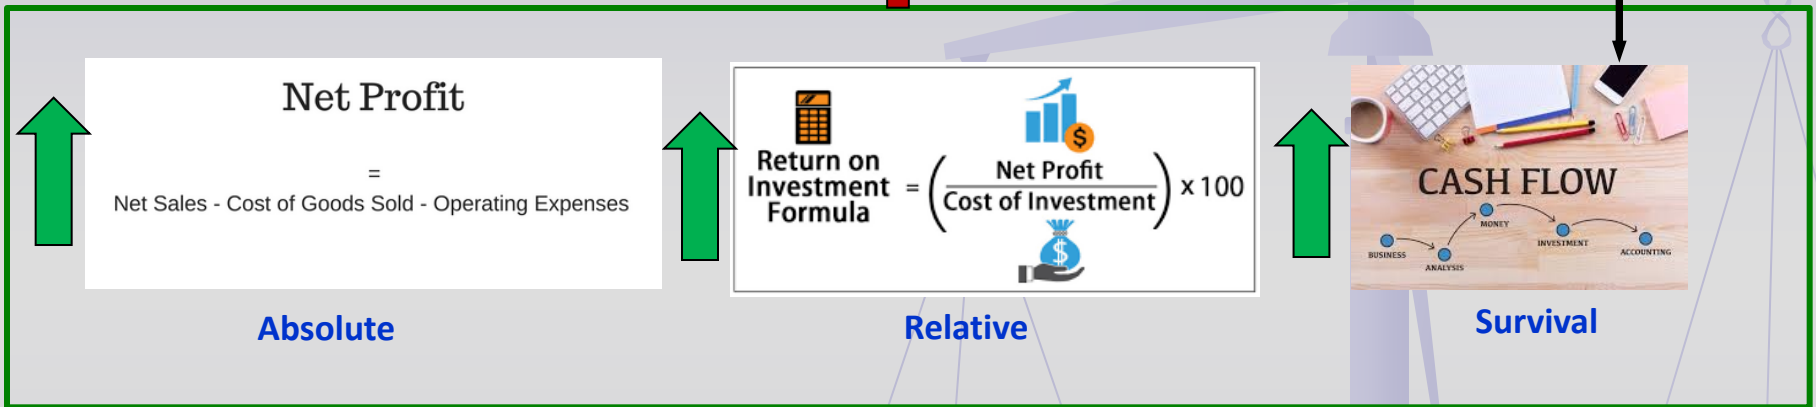 Net Profit
=
Net Sales - Cost of Goods Sold - Operating Expenses
Absolute
Return on
Investment
Formula
=
(
Net Profit
Cost of Investment
)
x 100
$
$
Relative
CASH FLOW
BUSINESS
ANALYSIS
MONEY
INVESTMENT
ACCOUNTING
Survival